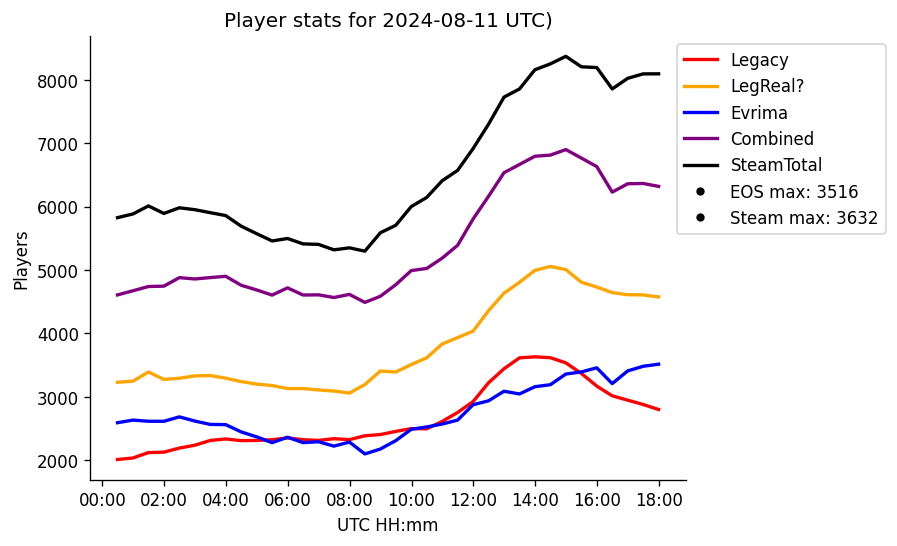 Player stats for 2024-08-11 UTC)
Legacy
LegReal?
Evrima
Combined
SteamTotal
EOS max: 3516
Steam max: 3632
Players
8000
7000
6000
5000
4000
3000
2000
00:00 02:00 04:00 06:00 08:00 10:00 12:00 14:00 16:00 18:00
UTC HH:mm